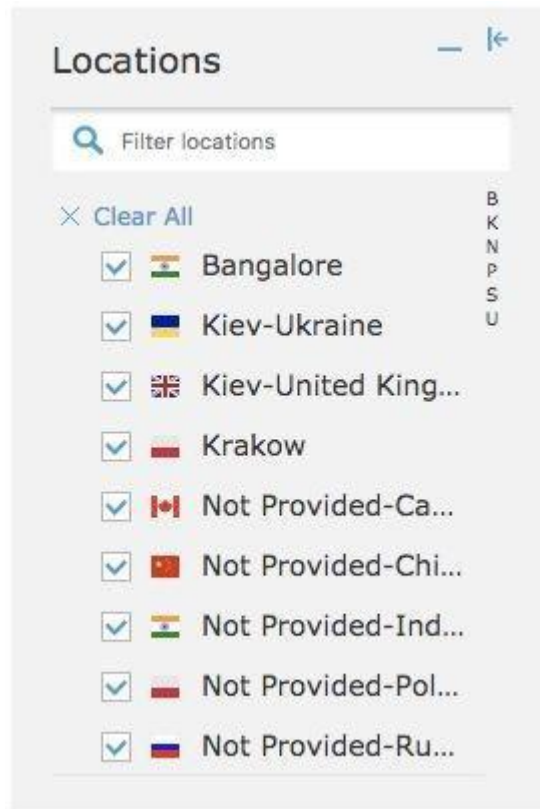 Locations
Filter locations
Clear All
Bangalore
Kiev-Ukraine
Kiev-United King...
Krakow
Not Provided-Ca...
Not Provided-Chi...
Not Provided-Ind...
Not Provided-Pol...
Not Provided-Ru...
B
K
N
P
S
U